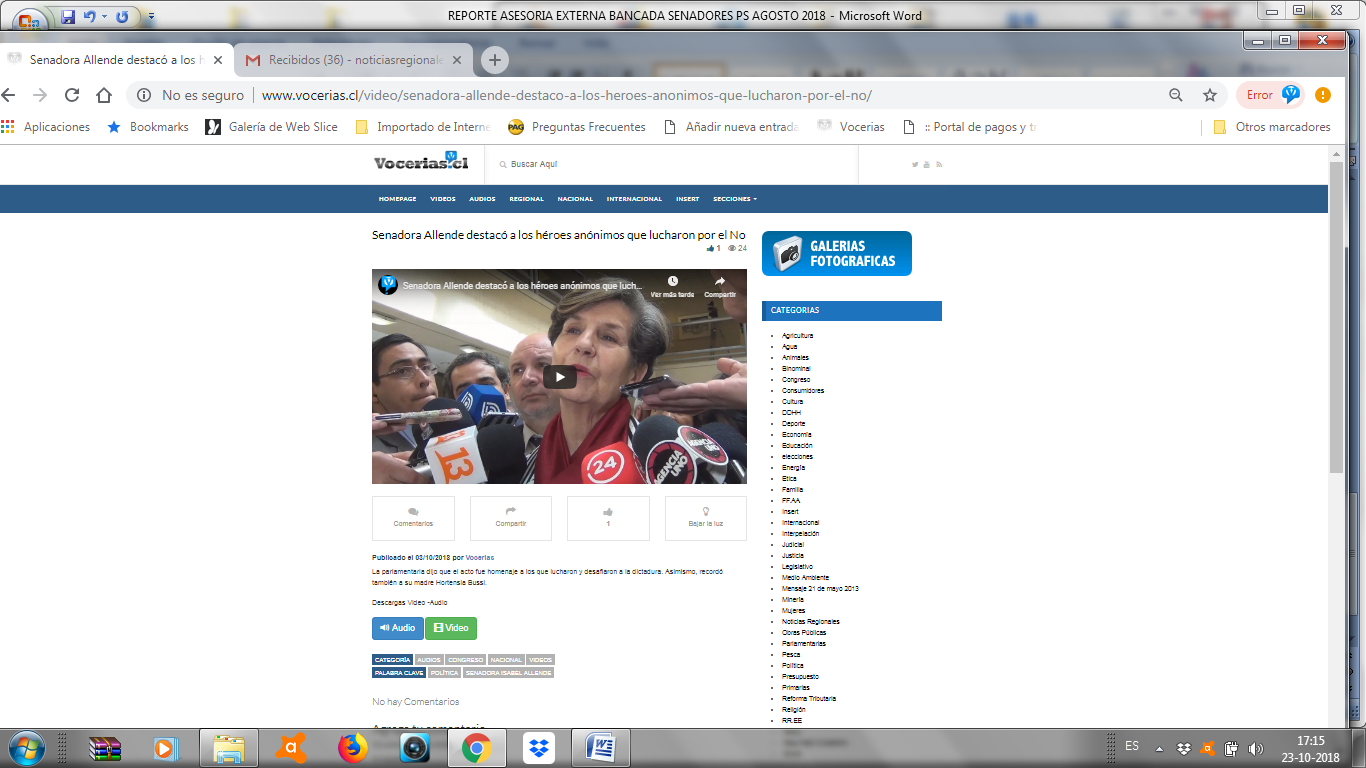 REPORTE ASESORIA EXTERNA BANCADA SENADORES PS AGOSTO 2018 - Microsoft Word
Senadora Allende destacó a los h
Recibidos (36) - noticiasregionale
No es seguro
www.vocerias.cl/video/senadora-allende-destaco-a-los-heroes-anonimos-que-lucharon-por-el-no/
Error
Aplicaciones
Bookmarks
Galería de Web Slice
Importado de Interne
PAG
Preguntas Frecuentes
Añadir nueva entrada
Vocerias
:: Portal de pagos y tr
Otros marcadores
Vocerias.cl
Buscar Aquí
HOMEPAGE
VIDEOS
AUDIOS
REGIONAL
NACIONAL
INTERNACIONAL
INSERT
SECCIONES
Senadora Allende destacó a los héroes anónimos que lucharon por el No
1
24
Senadora Allende destacó a los héroes anónimos que luch...
Ver más tarde
Compartir
13
24
AGENCIA UNO
AGENCIA UNO
Comentarios
Compartir
1
Bajar la luz
Publicado el 03/10/2018 por Vocerias
La parlamentaria dijo que el acto fue homenaje a los que lucharon y desafiaron a la dictadura. Asimismo, recordó
también a su madre Hortensia Bussi.
Descargas Video -Audio
Audio
Video
CATEGORÍA
AUDIOS
CONGRESO
NACIONAL
VIDEOS
PALABRA CLAVE
POLÍTICA
SENADORA ISABEL ALLENDE
No hay Comentarios
GALERIAS
FOTOGRAFICAS
CATEGORIAS
Agricultura
Agua
Animales
Binominal
Congreso
Consumidores
Cultura
DDHH
Deporte
Economía
Educación
elecciones
Energía
Etica
Familia
FF.AA
Insert
Internacional
Interpelación
Judicial
Justicia
Legislativo
Medio Ambiente
Mensaje 21 de mayo 2013
Minería
Mujeres
Noticias Regionales
Obras Públicas
Parlamentarias
Pesca
Política
Presupuesto
Primarias
Reforma Tributaria
Religión
RR.EE
ES
17:15
23-10-2018